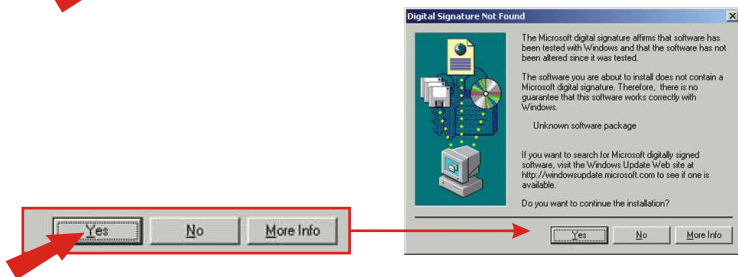 Digital Signature Not Found
The Microsoft digital signature affirms that software has
been tested with Windows and that the software has not
been altered since it was tested.
The software you are about to install does not contain a
Microsoft digital signature. Therefore, there is no
guarantee that this software works correctly with
Windows.
Unknown software package
If you want to search for Microsoft digitally signed
software, visit the Windows Update Web site at
http://windowsupdate.microsoft.com to see if one is
available.
Do you want to continue the installation?
Yes No More Info
Yes No More Info